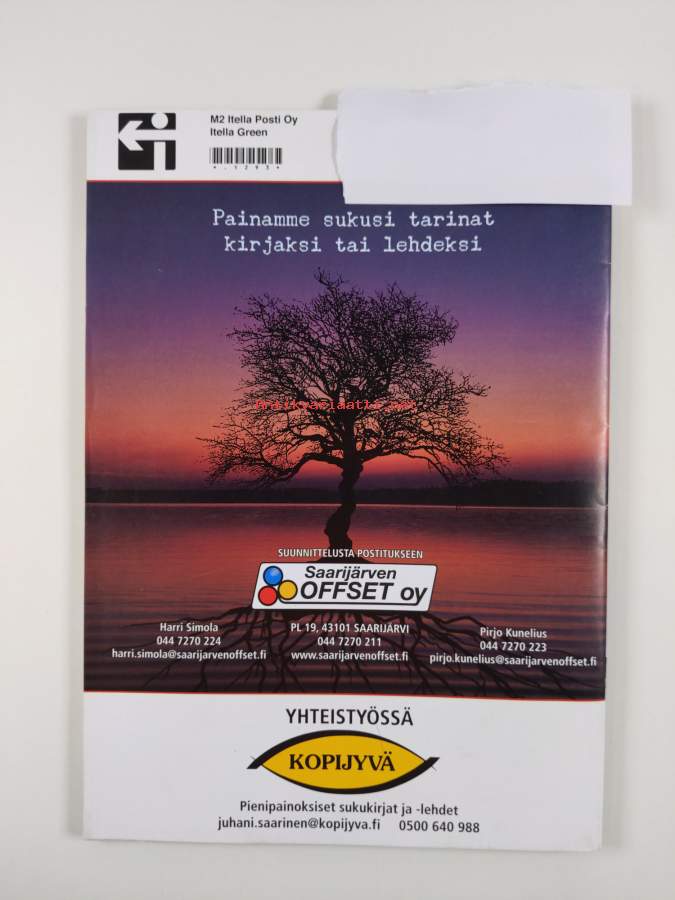 M2 Itella Posti Oy
Itella Green
*.1293*
Painamme sukusi tarinat
kirjaksi tai lehdeksi
Antikvariaatti.net
SUUNNITTELUSTA POSTITUKSEEN
Saarijärven
OFFSET oy
Harri Simola
044 7270 224
harri.simola@saarijarvenoffset.fi
PL 19, 43101 SAARIJÄRVI
044 7270 211
www.saarijarvenoffset.fi
Pirjo Kunelius
044 7270 223
pirjo.kunelius@saarijarvenoffset.fi
YHTEISTYÖSSÄ
KOPIJYVÄ
Pienipainoksiset sukukirjat ja -lehdet
juhani.saarinen@kopijyva.fi 0500 640 988